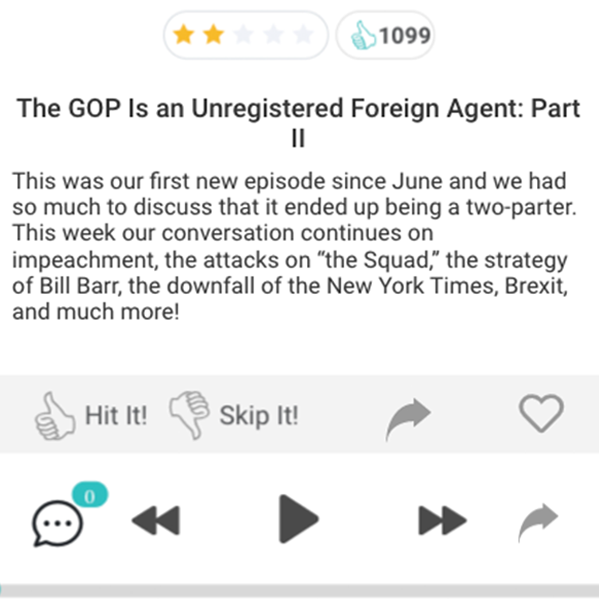 1099
The GOP Is an Unregistered Foreign Agent: Part
II
This was our first new episode since June and we had
so much to discuss that it ended up being a two-parter.
This week our conversation continues on
impeachment, the attacks on “the Squad,” the strategy
of Bill Barr, the downfall of the New York Times, Brexit,
and much more!
Hit It! Skip It!
0